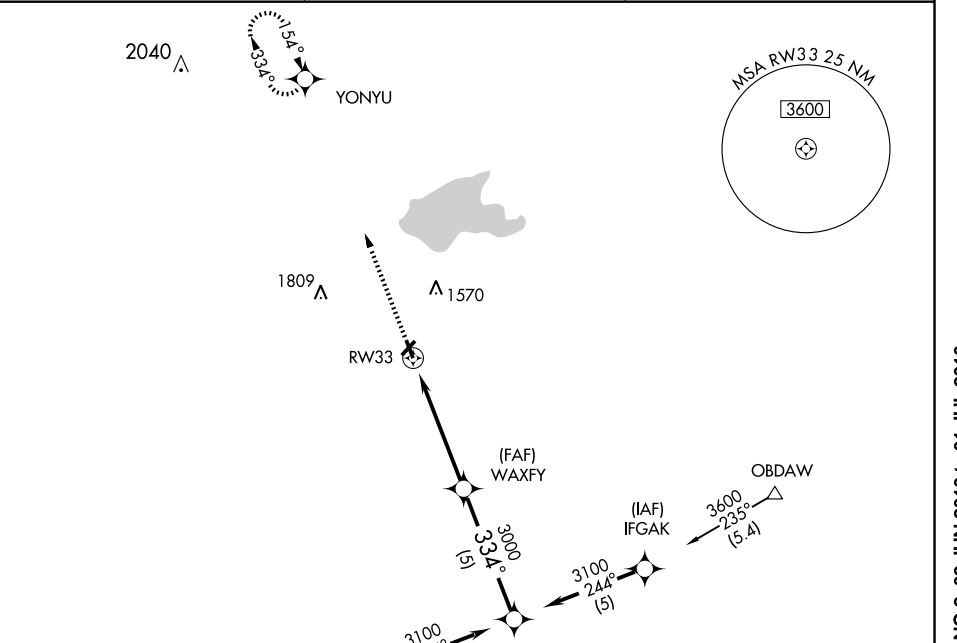 2040
154°
334°
YONYU
MSA RW33 25 NM
3600
1809
1570
RW33
(FAF)
WAXFY
OBDAW
3600
235°
(5.4)
(IAF)
IFGAK
3000
334°
(5)
3100
244°
(5)
3100